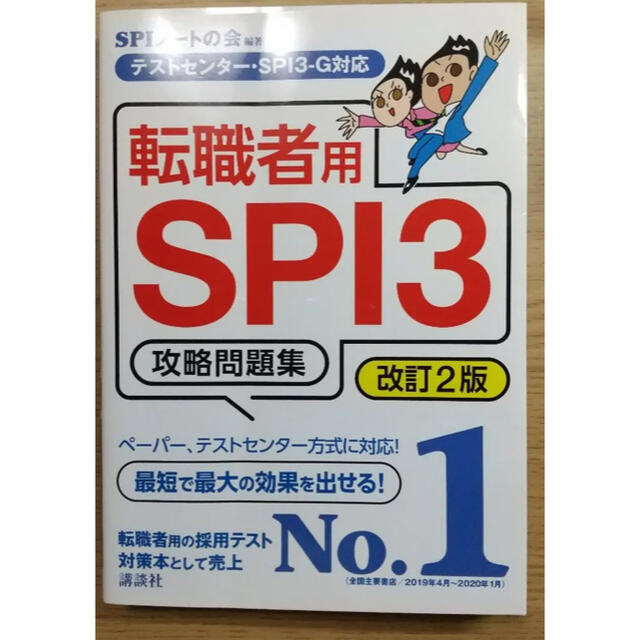 SPIノートの会 編著
テストセンター・SPI3-G対応
転職者用
SPI3
攻略問題集
改訂2版
ペーパー、テストセンター方式に対応!
最短で最大の効果を出せる!
転職者用の採用テスト
対策本として売上
No.1
講談社
(全国主要書店/2019年4月〜2020年1月)